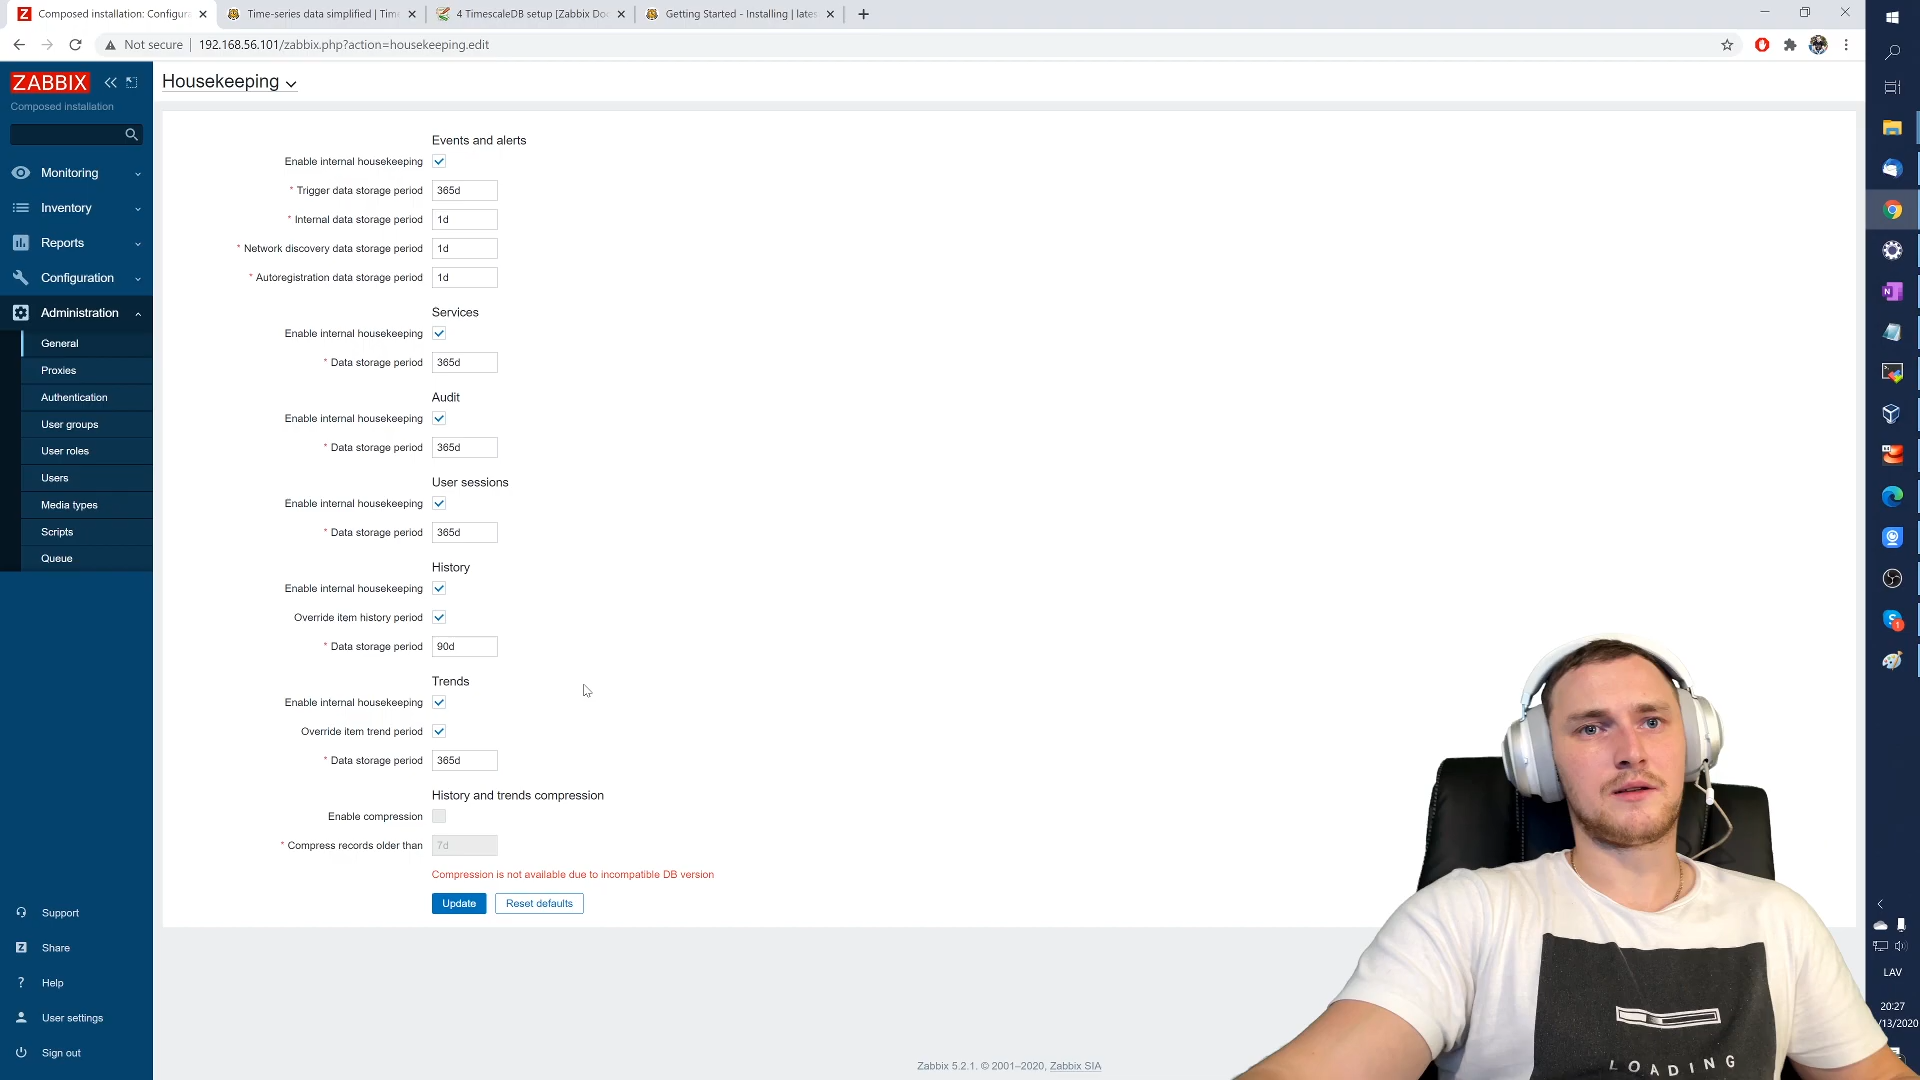 Composed installation: Configura
Time-series data simplified | Time
4 TimescaleDB setup [Zabbix Doc
Getting Started - Installing | lates
Not secure
192.168.56.101/zabbix.php?action=housekeeping.edit
ZABBIX
Composed installation
Monitoring
Inventory
Reports
Configuration
Administration
General
Proxies
Authentication
User groups
User roles
Users
Media types
Scripts
Queue
Support
Share
Help
User settings
Sign out
Housekeeping
Events and alerts
Enable internal housekeeping
* Trigger data storage period 365d
* Internal data storage period 1d
* Network discovery data storage period 1d
* Autoregistration data storage period 1d
Services
Enable internal housekeeping
* Data storage period 365d
Audit
Enable internal housekeeping
* Data storage period 365d
User sessions
Enable internal housekeeping
* Data storage period 365d
History
Enable internal housekeeping
Override item history period
* Data storage period 90d
Trends
Enable internal housekeeping
Override item trend period
* Data storage period 365d
History and trends compression
Enable compression
* Compress records older than 7d
Compression is not available due to incompatible DB version
Update Reset defaults
Zabbix 5.2.1. © 2001–2020, Zabbix SIA
LOADING
LAV
20:27
/13/2020